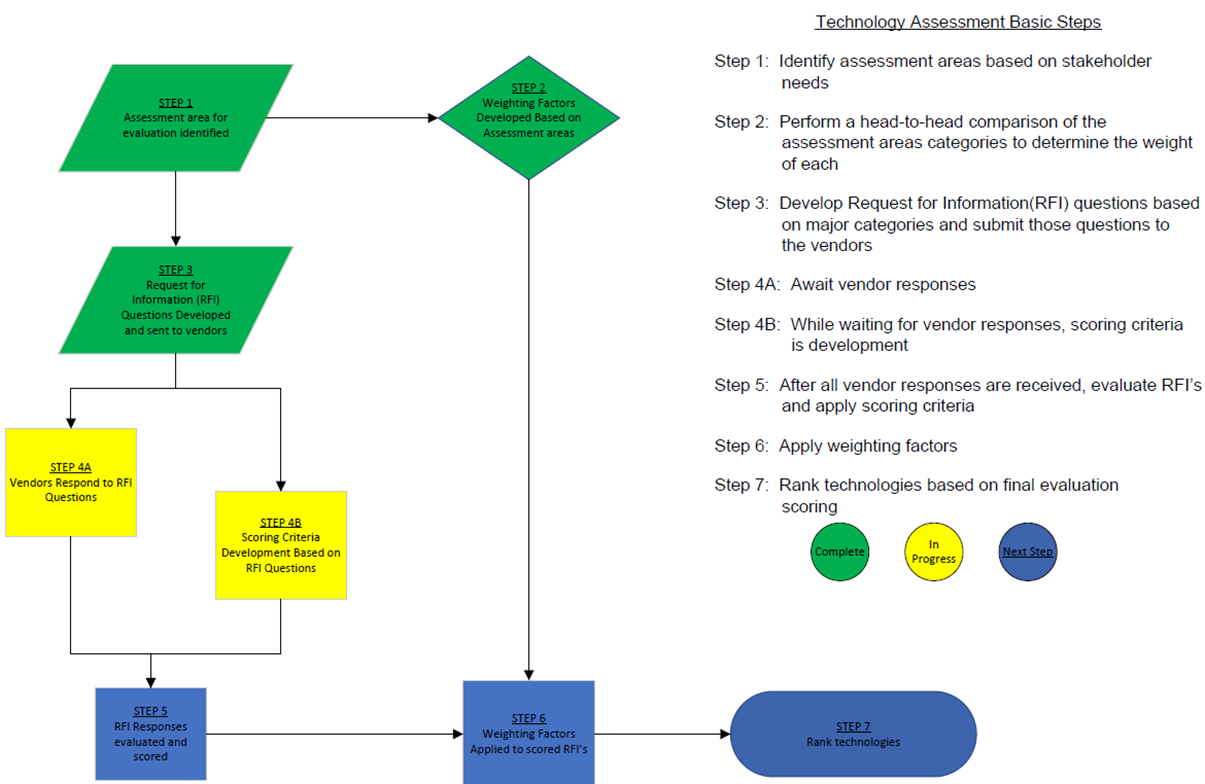 Technology Assessment Basic Steps
Step 1: Identify assessment areas based on stakeholder
needs
Step 2: Perform a head-to-head comparison of the
assessment areas categories to determine the weight
of each
Step 3: Develop Request for Information(RFI) questions based
on major categories and submit those questions to
the vendors
Step 4A: Await vendor responses
Step 4B: While waiting for vendor responses, scoring criteria
is development
Step 5: After all vendor responses are received, evaluate RFI's
and apply scoring criteria
Step 6: Apply weighting factors
Step 7: Rank technologies based on final evaluation
scoring
Complete
In
Progress
Next Step
STEP 1
Assessment area for
evaluation identified
STEP 2
Weighting Factors
Developed Based on
Assessment areas
STEP 3
Request for
Information (RFI)
Questions Developed
and sent to vendors
STEP 4A
Vendors Respond to RFI
Questions
STEP 4B
Scoring Criteria
Development Based on
RFI Questions
STEP 5
RFI Responses
evaluated and
scored
STEP 6
Weighting Factors
Applied to scored RFI's
STEP 7
Rank technologies